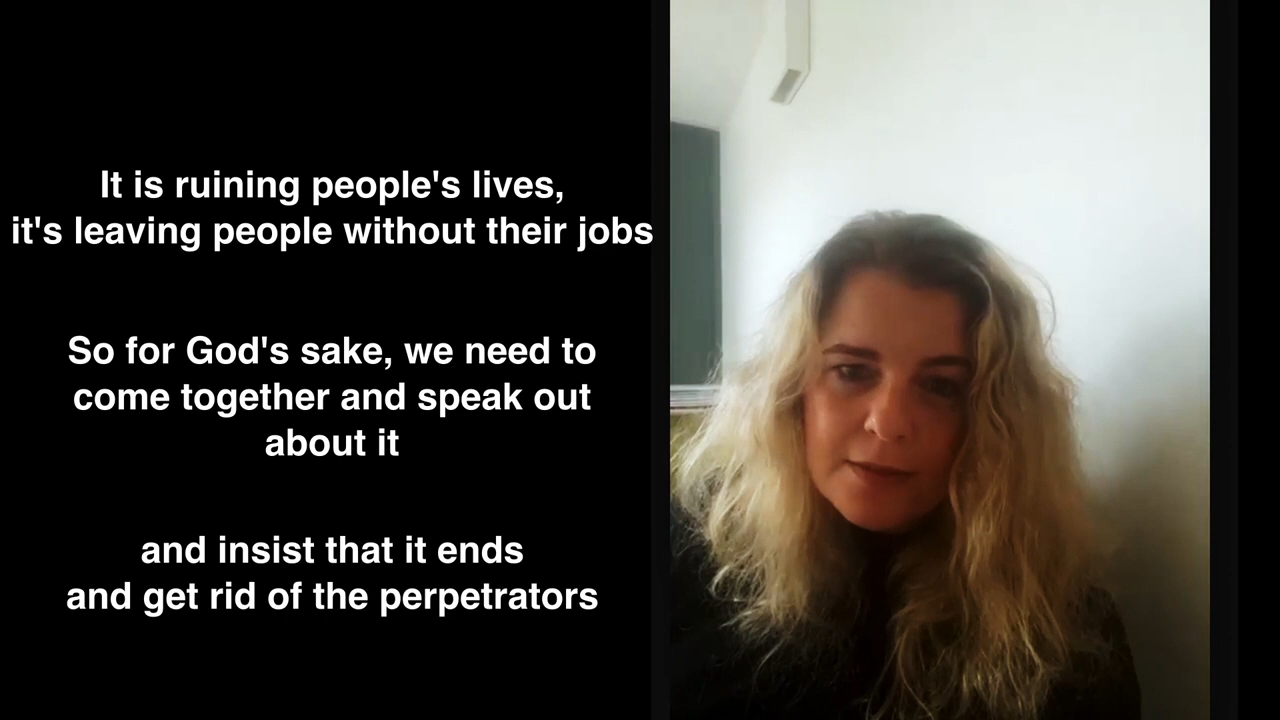 It is ruining people's lives,
it's leaving people without their jobs
So for God's sake, we need to
come together and speak out
about it
and insist that it ends
and get rid of the perpetrators